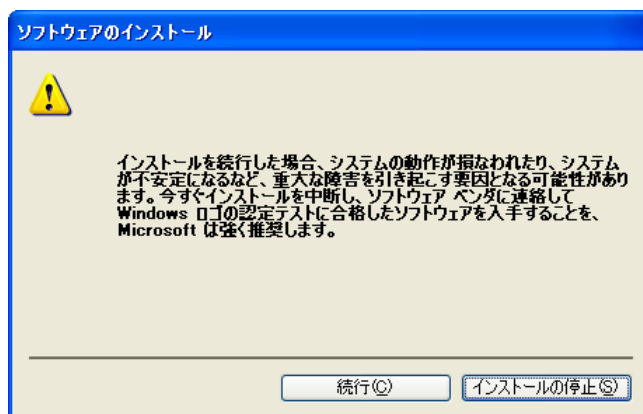 ソフトウェアのインストール
インストールを続行した場合、システムの動作が損なわれたり、システム
が不安定になるなど、重大な障害を引き起こす要因となる可能性があり
ます。今すぐインストールを中断し、ソフトウェア ベンダに連絡して
Windows ロゴの認定テストに合格したソフトウェアを入手することを、
Microsoft は強く推奨します。
続行(C)
インストールの停止(S)